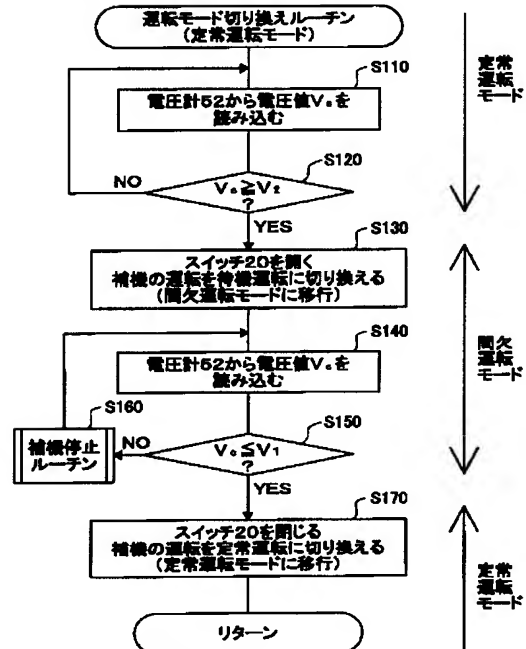 運転モード切り換えルーチン
(定常運転モード)
S110
電圧計52から電圧値Vcを
読み込む
S120
Vc≧V2
?
NO
YES
S130
スイッチ20を開く
補機の運転を待機運転に切り換える
(間欠運転モードに移行)
S140
電圧計52から電圧値Vcを
読み込む
S160
補機停止
ルーチン
S150
Vc≦V1
?
NO
YES
S170
スイッチ20を閉じる
補機の運転を定常運転に切り換える
(定常運転モードに移行)
リターン
定常
運転
モード
間欠
運転
モード
定常
運転
モード